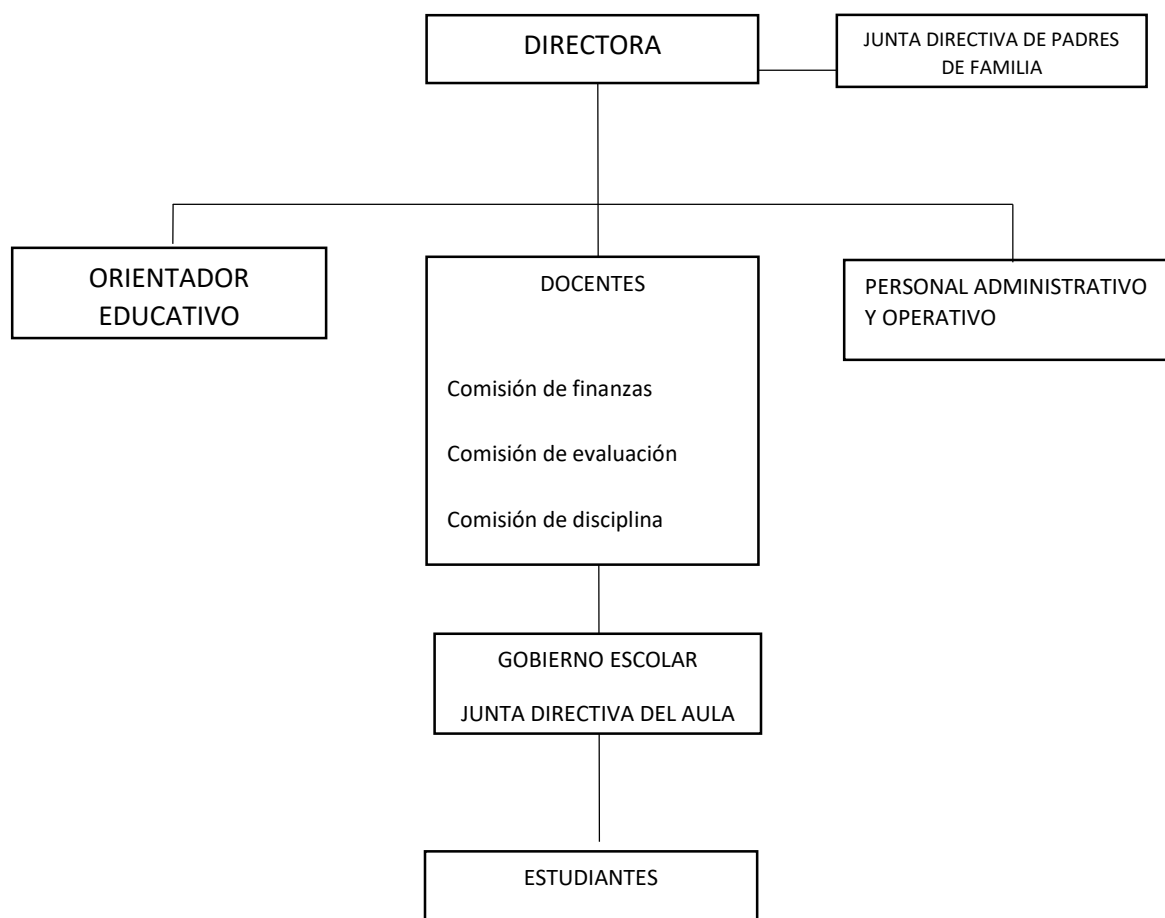 DIRECTORA
JUNTA DIRECTIVA DE PADRES
DE FAMILIA
ORIENTADOR
EDUCATIVO
DOCENTES
Comisión de finanzas
Comisión de evaluación
Comisión de disciplina
PERSONAL ADMINISTRATIVO
Y OPERATIVO
GOBIERNO ESCOLAR
JUNTA DIRECTIVA DEL AULA
ESTUDIANTES